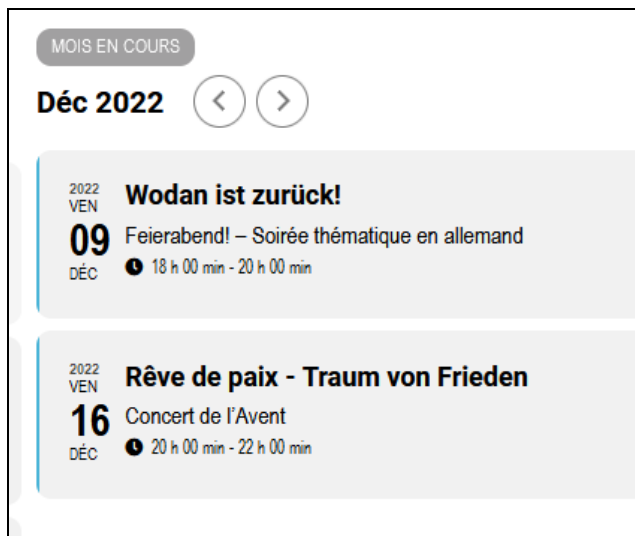 MOIS EN COURS
Déc 2022
2022
VEN
09
DÉC
Wodan ist zurück!
Feierabend! – Soirée thématique en allemand
18 h 00 min - 20 h 00 min
2022
VEN
16
DÉC
Rêve de paix - Traum von Frieden
Concert de l’Avent
20 h 00 min - 22 h 00 min